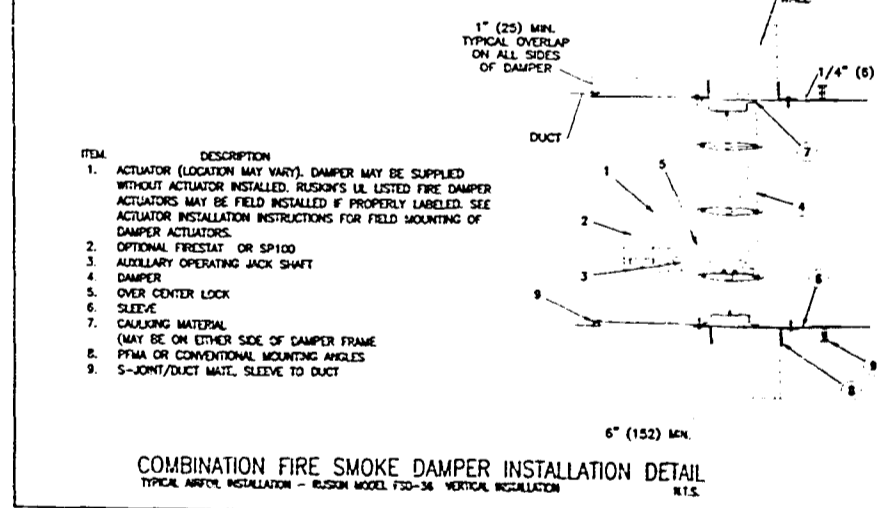 WALL
1" (25) MIN.
TYPICAL OVERLAP
ON ALL SIDES
OF DAMPER
1/4" (6)
DUCT
7
5
1
4
2
3
6
9
9
8
6" (152) MIN.
ITEM. DESCRIPTION
1. ACTUATOR (LOCATION MAY VARY). DAMPER MAY BE SUPPLIED
WITHOUT ACTUATOR INSTALLED. RUSKIN'S UL LISTED FIRE DAMPER
ACTUATORS MAY BE FIELD INSTALLED IF PROPERLY LABELED. SEE
ACTUATOR INSTALLATION INSTRUCTIONS FOR FIELD MOUNTING OF
DAMPER ACTUATORS.
2. OPTIONAL FIRESTAT OR SP100
3. AUXILLARY OPERATING JACK SHAFT
4. DAMPER
5. OVER CENTER LOCK
6. SLEEVE
7. CAULKING MATERIAL
(MAY BE ON EITHER SIDE OF DAMPER FRAME
8. PFMA OR CONVENTIONAL MOUNTING ANGLES
9. S-JOINT/DUCT MATE, SLEEVE TO DUCT
COMBINATION FIRE SMOKE DAMPER INSTALLATION DETAIL
TYPICAL AIRFOIL INSTALLATION - RUSKIN MODEL FSD-36 VERTICAL INSTALLATION
N.T.S.